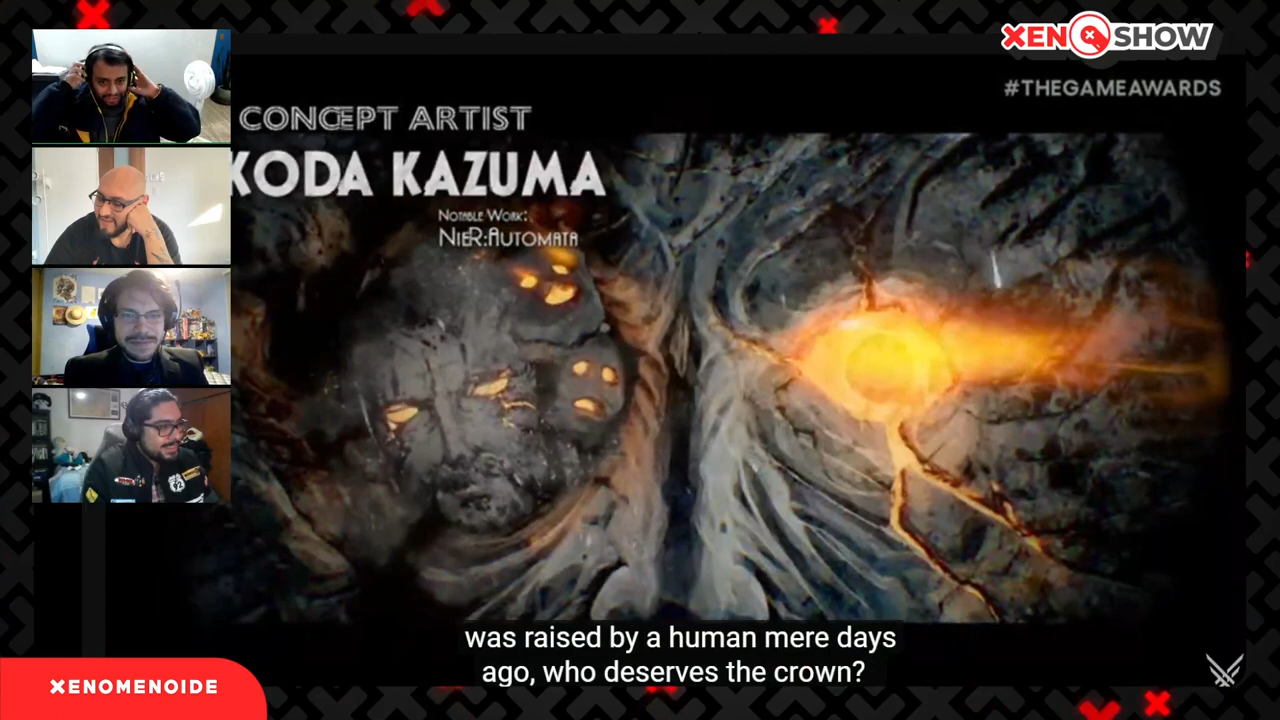 XENOSHOW
#THEGAMEAWARDS
CONCEPT ARTIST
KODA KAZUMA
NOTABLE WORK:
NIER:AUTOMATA
was raised by a human mere days
ago, who deserves the crown?
XENOMENOIDE